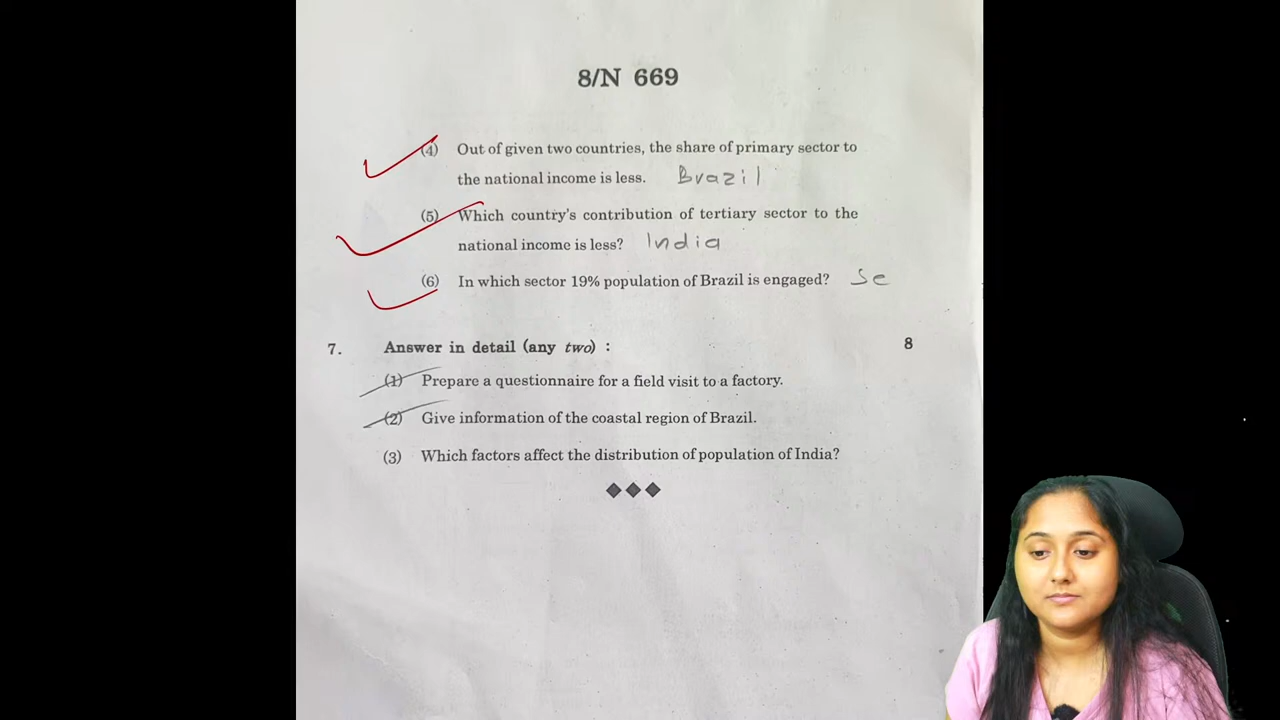 8/N 669
(4) Out of given two countries, the share of primary sector to
the national income is less. Brazil
(5) Which country's contribution of tertiary sector to the
national income is less? India
(6) In which sector 19% population of Brazil is engaged? Se
7. Answer in detail (any two) : 8
(1) Prepare a questionnaire for a field visit to a factory.
(2) Give information of the coastal region of Brazil.
(3) Which factors affect the distribution of population of India?